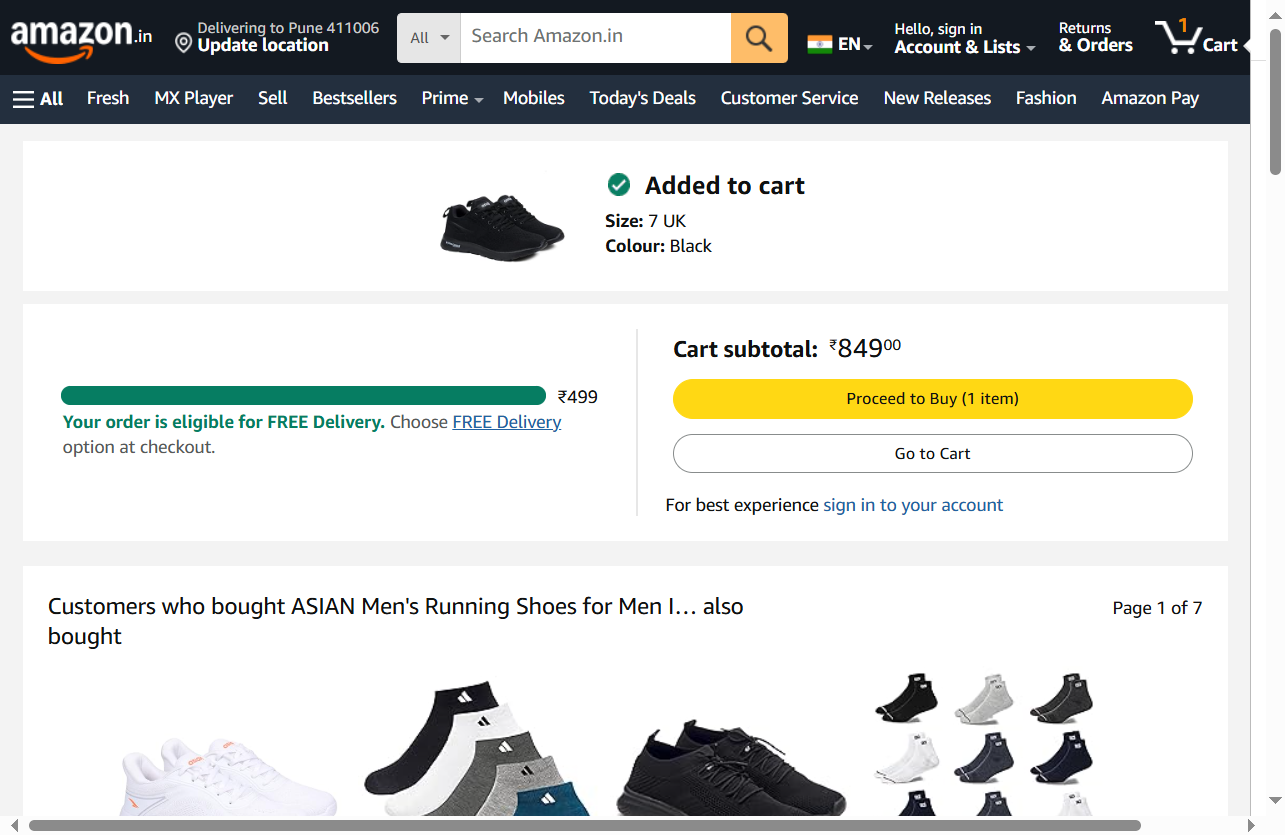 amazon.in
Delivering to Pune 411006
Update location
All
Search Amazon.in
EN
Hello, sign in
Account & Lists
Returns
& Orders
1
Cart
All
Fresh
MX Player
Sell
Bestsellers
Prime
Mobiles
Today's Deals
Customer Service
New Releases
Fashion
Amazon Pay
Added to cart
Size: 7 UK
Colour: Black
₹499
Your order is eligible for FREE Delivery. Choose FREE Delivery
option at checkout.
Cart subtotal: ₹84900
Proceed to Buy (1 item)
Go to Cart
For best experience sign in to your account
Customers who bought ASIAN Men's Running Shoes for Men I… also
bought
Page 1 of 7